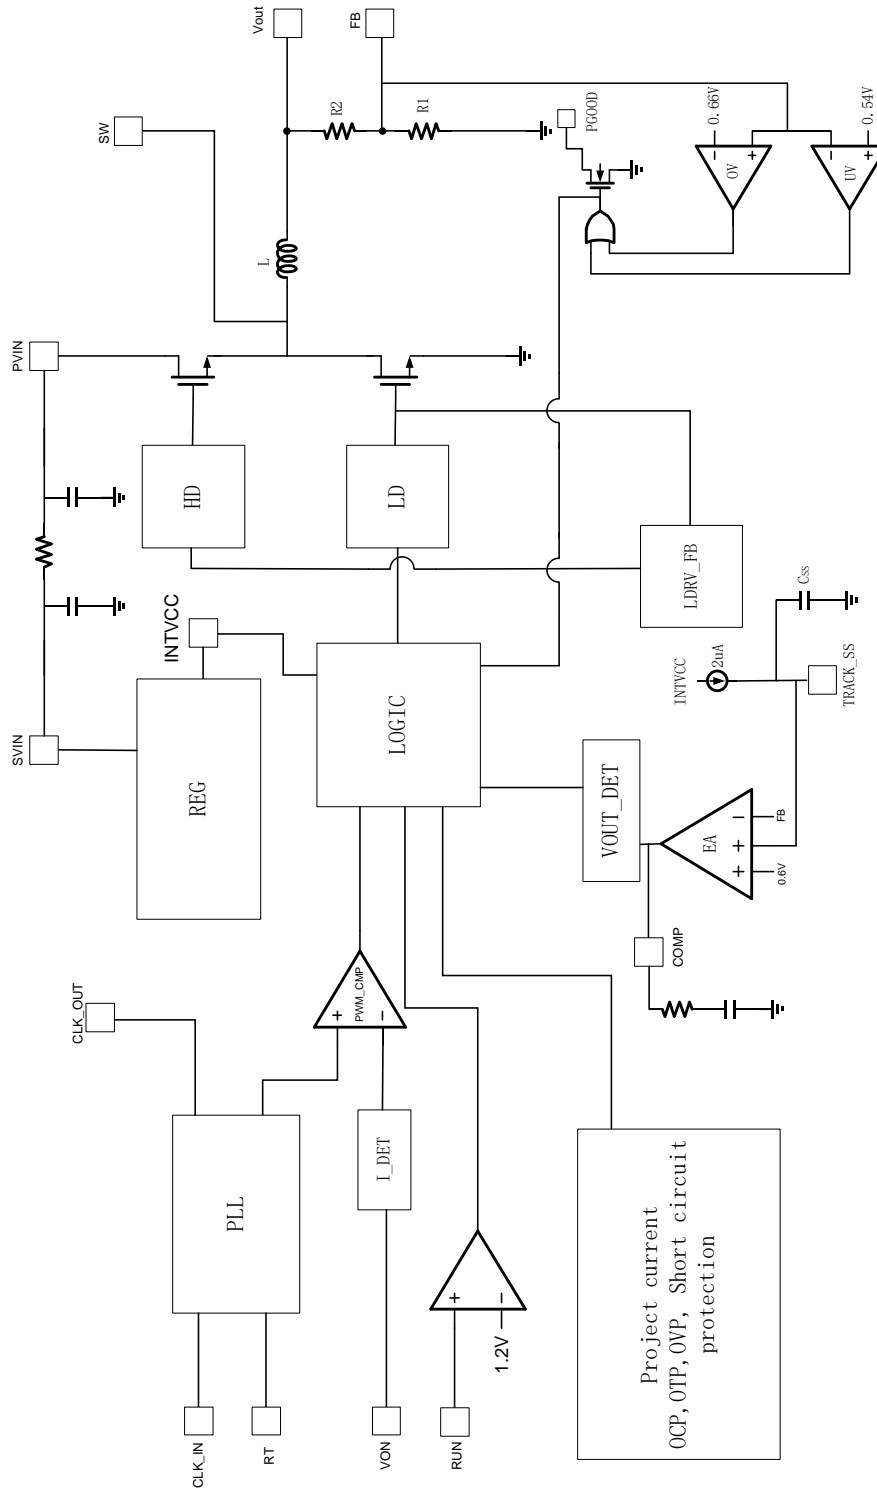 CLK_IN
RT
VON
RUN
1.2V
PLL
CLK_OUT
I_DET
+
−
PWM_CMP
+
−
Project current
OCP, OTP, OVP, Short circuit
protection
SVIN
REG
INTVCC
LOGIC
VOUT_DET
COMP
EA
+
+
−
0.6V
FB
INTVCC
2uA
TRACK_SS
Css
PVIN
HD
LD
LDRV_FB
SW
L
Vout
FB
R2
R1
PGOOD
OV
−
+
0.66V
UV
−
+
0.54V